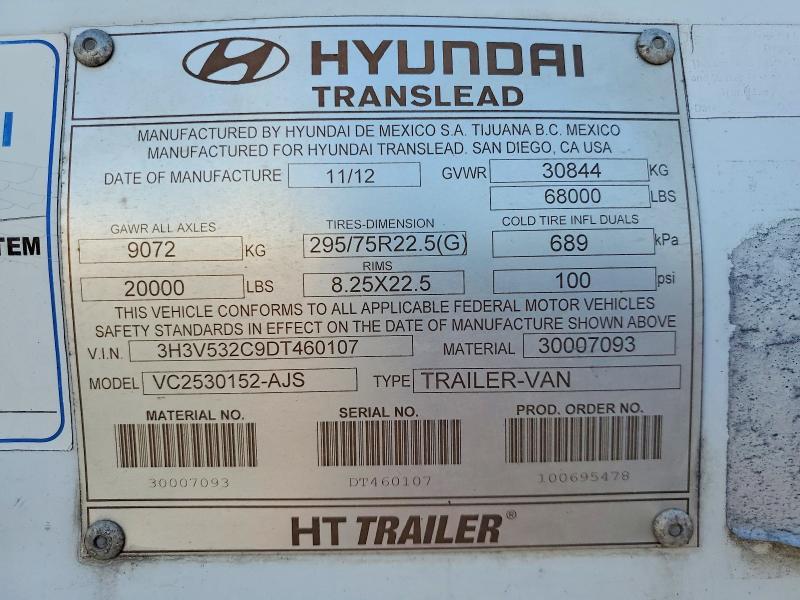 HYUNDAI
TRANSLEAD
MANUFACTURED BY HYUNDAI DE MEXICO S.A. TIJUANA B.C. MEXICO
MANUFACTURED FOR HYUNDAI TRANSLEAD. SAN DIEGO, CA USA
DATE OF MANUFACTURE 11/12 GVWR 30844 KG
68000 LBS
GAWR ALL AXLES TIRES-DIMENSION COLD TIRE INFL DUALS
9072 KG 295/75R22.5(G) 689 kPa
RIMS
20000 LBS 8.25X22.5 100 psi
THIS VEHICLE CONFORMS TO ALL APPLICABLE FEDERAL MOTOR VEHICLES
SAFETY STANDARDS IN EFFECT ON THE DATE OF MANUFACTURE SHOWN ABOVE
V.I.N. 3H3V532C9DT460107 MATERIAL 30007093
MODEL VC2530152-AJS TYPE TRAILER-VAN
MATERIAL NO. SERIAL NO. PROD. ORDER NO.
30007093 DT460107 100695478
HT TRAILER®
TEM